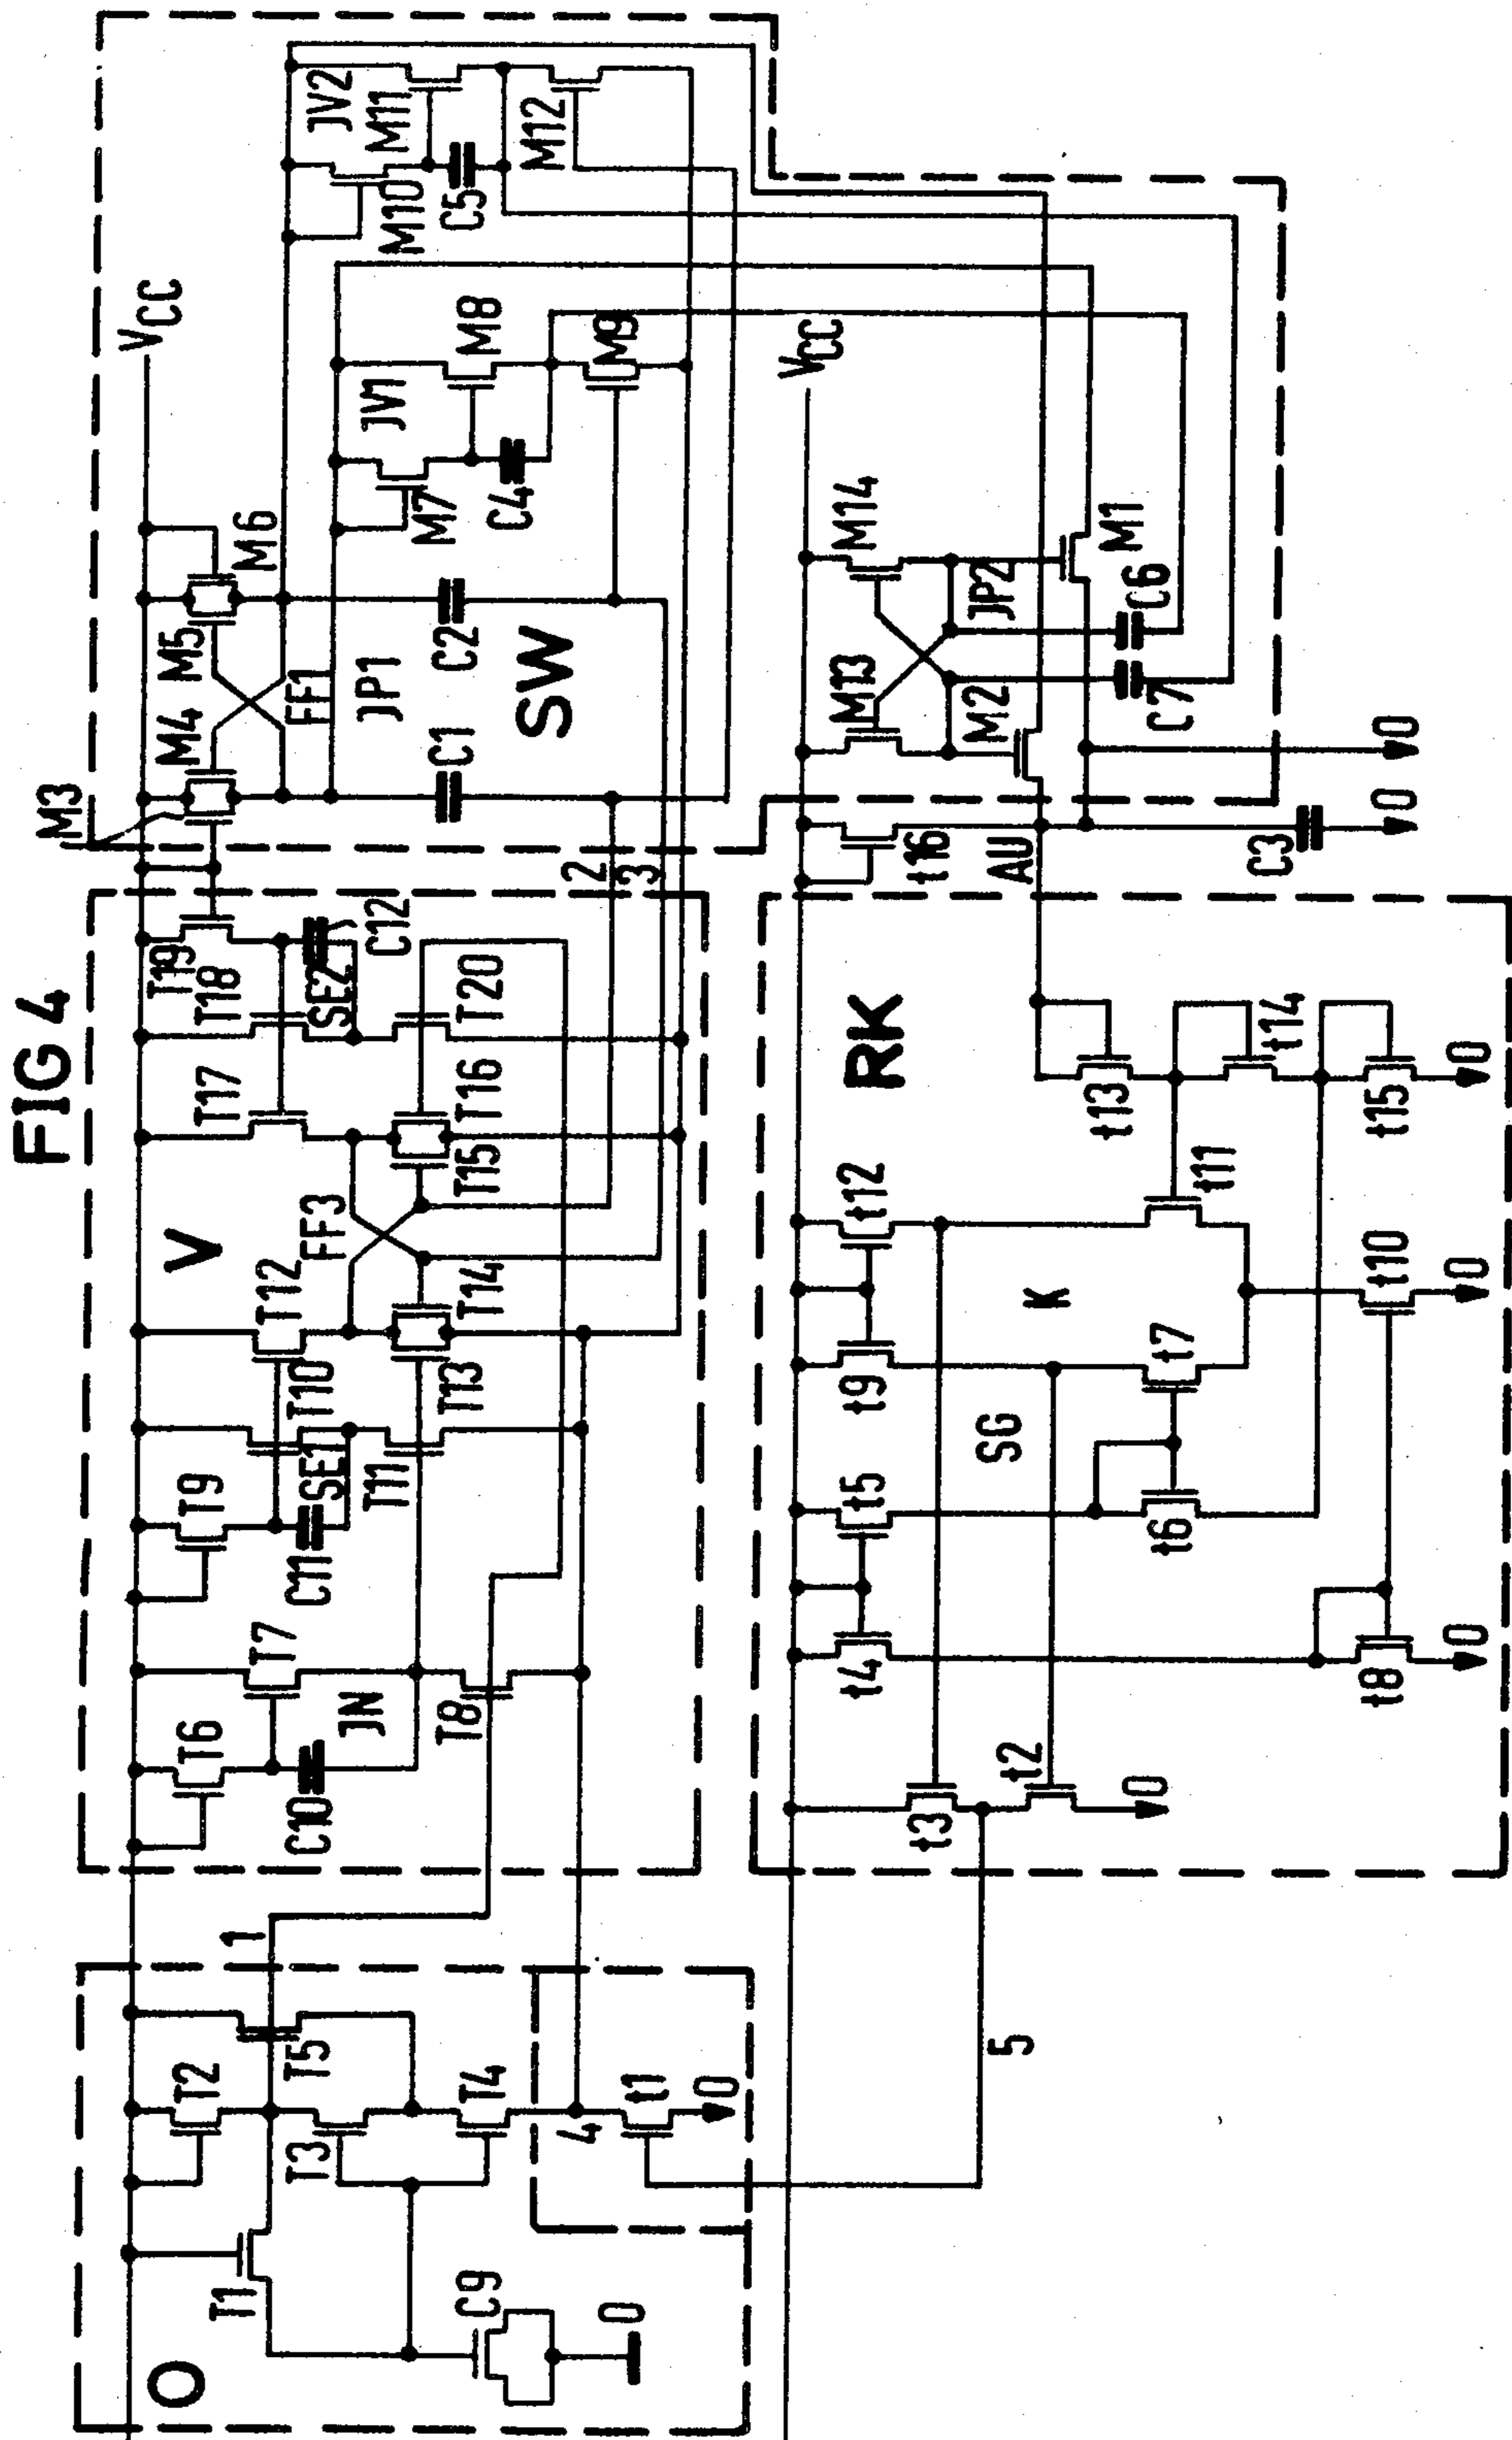 FIG 4
O
T1
T2
T3
T4
T5
C9
0
1
4
t1
0
5
V
T6
T7
T8
JN
C10
T9
T10
T11
SE1
C11
T12
T13
T14
FF3
T15
T16
T17
T18
T19
T20
SE2
C12
2
3
M3
M4
M5
M6
FF1
JP1
C1
C2
SW
VCC
JV1
M7
M8
M9
C4
JV2
M10
M11
M12
C5
VCC
M13
M14
JP2
M1
M2
C6
C7
0
t16
AU
C3
0
RK
t3
t2
0
t4
t5
t6
t7
SG
t8
0
t9
K
t10
0
t11
t12
t13
t14
t15
0